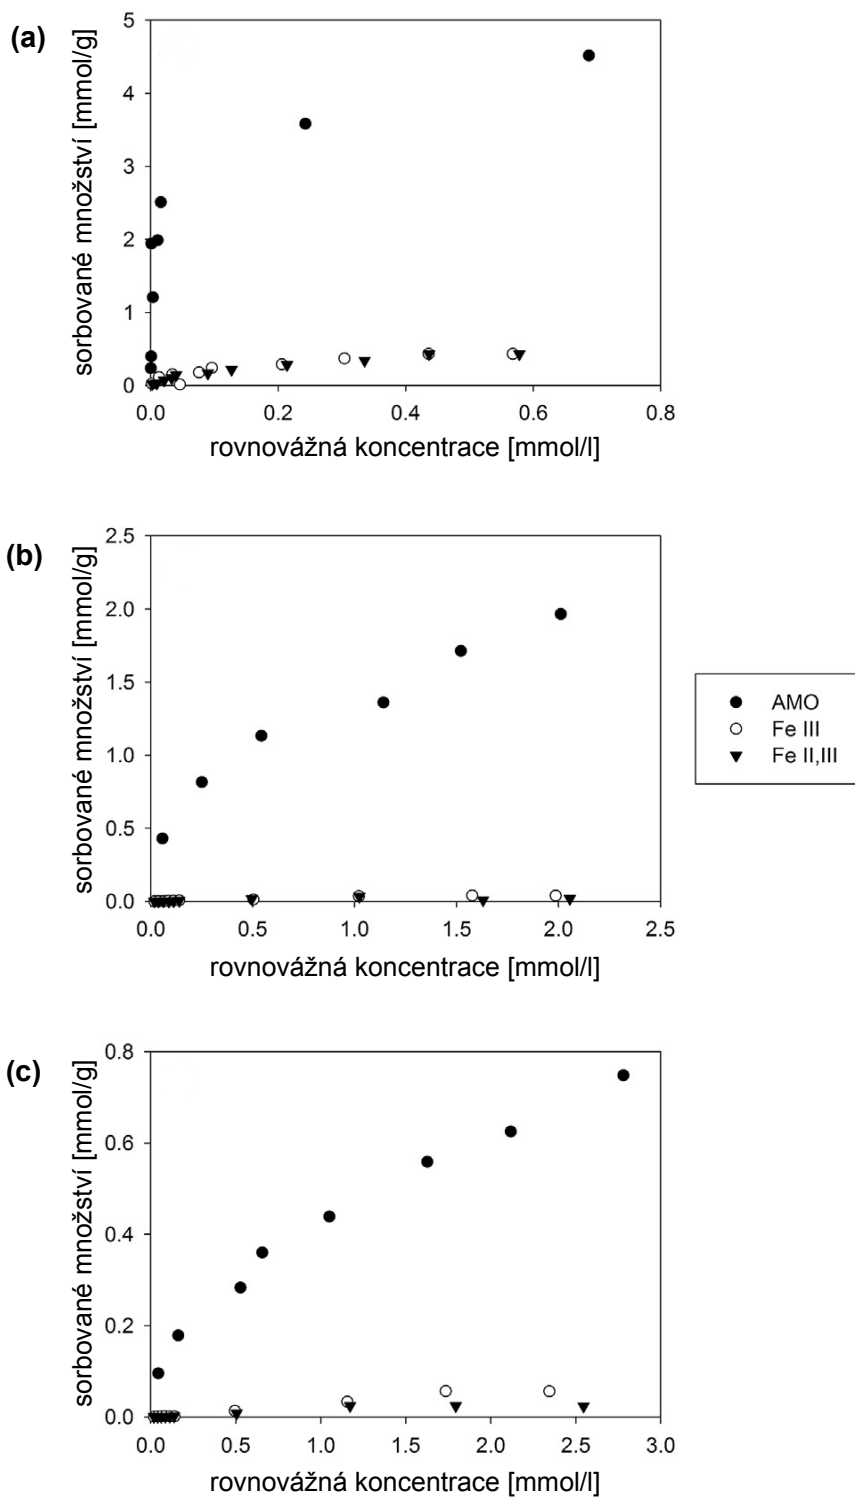 (a)
sorbované množství [mmol/g]
5
4
3
2
1
0
0.0 0.2 0.4 0.6 0.8
rovnovážná koncentrace [mmol/l]
(b)
sorbované množství [mmol/g]
2.5
2.0
1.5
1.0
0.5
0.0
0.0 0.5 1.0 1.5 2.0 2.5
rovnovážná koncentrace [mmol/l]
AMO
Fe III
Fe II,III
(c)
sorbované množství [mmol/g]
0.8
0.6
0.4
0.2
0.0
0.0 0.5 1.0 1.5 2.0 2.5 3.0
rovnovážná koncentrace [mmol/l]